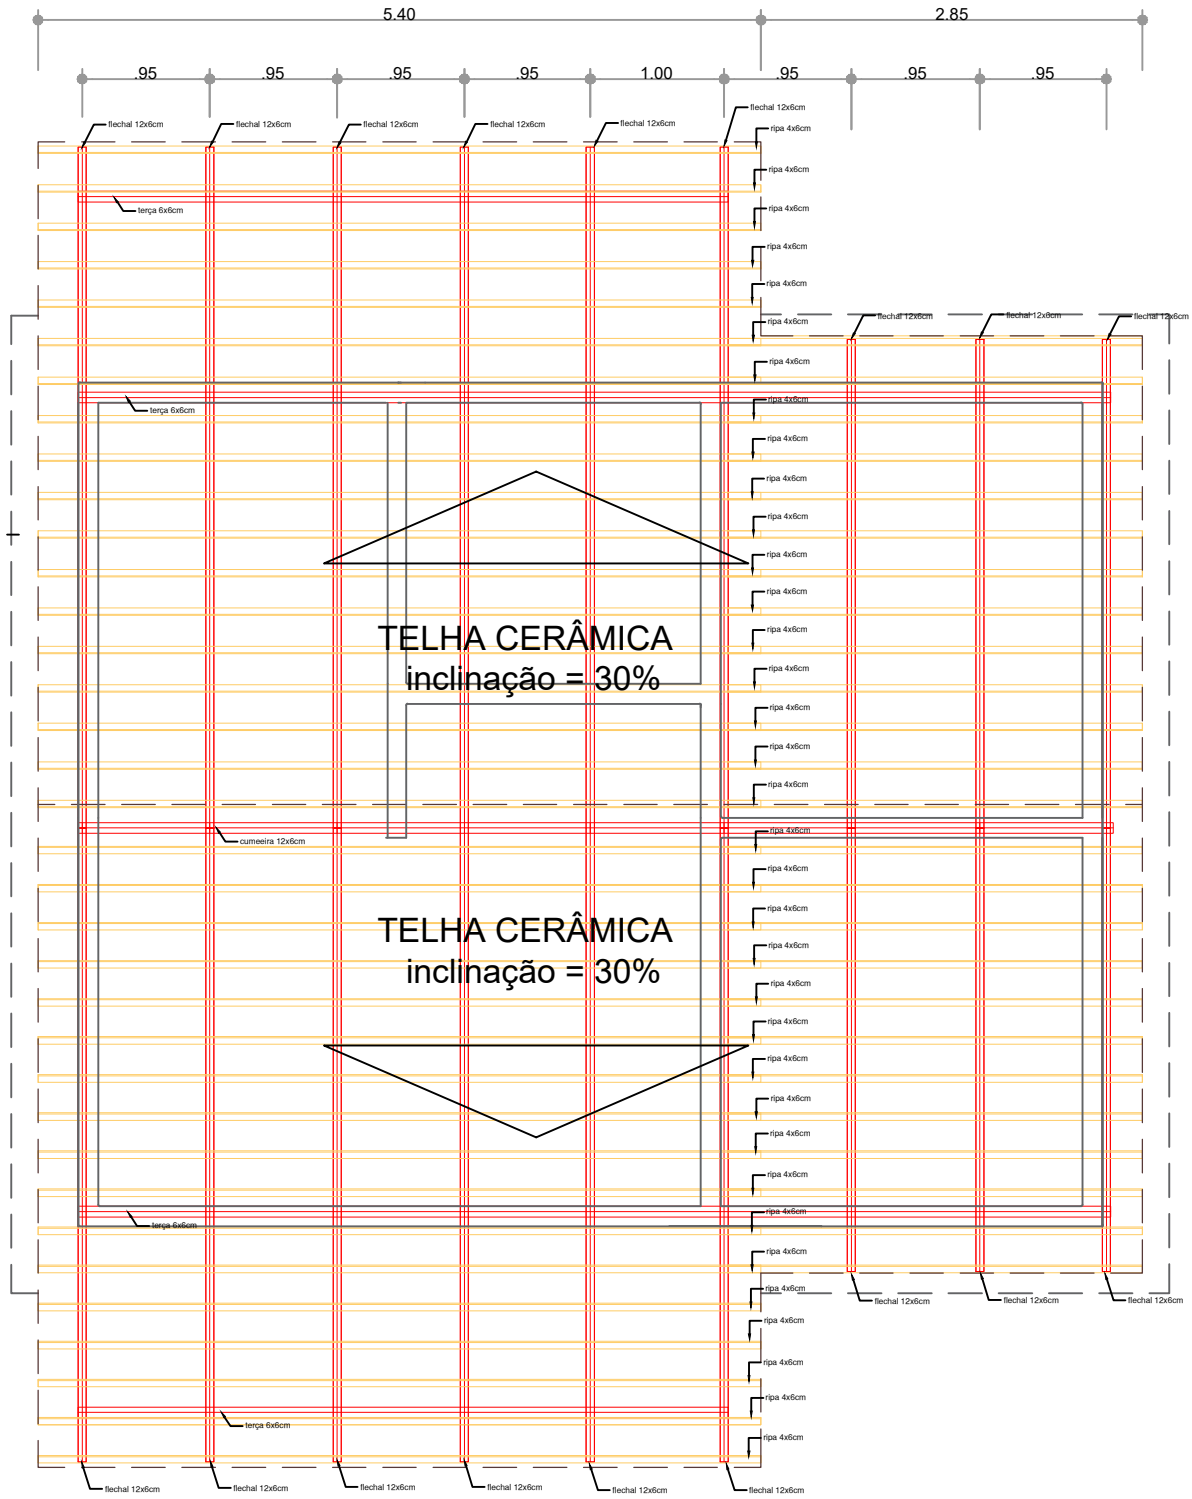 5.40
2.85
.95
.95
.95
.95
1.00
.95
.95
.95
flechal 12x6cm
flechal 12x6cm
flechal 12x6cm
flechal 12x6cm
flechal 12x6cm
flechal 12x6cm
ripa 4x6cm
ripa 4x6cm
terça 6x6cm
ripa 4x6cm
ripa 4x6cm
ripa 4x6cm
flechal 12x6cm
flechal 12x6cm
flechal 12x6cm
ripa 4x6cm
ripa 4x6cm
terça 6x6cm
ripa 4x6cm
ripa 4x6cm
ripa 4x6cm
ripa 4x6cm
ripa 4x6cm
ripa 4x6cm
ripa 4x6cm
TELHA CERÂMICA
inclinação = 30%
ripa 4x6cm
ripa 4x6cm
ripa 4x6cm
ripa 4x6cm
cumeeira 12x6cm
ripa 4x6cm
ripa 4x6cm
ripa 4x6cm
TELHA CERÂMICA
inclinação = 30%
ripa 4x6cm
ripa 4x6cm
ripa 4x6cm
ripa 4x6cm
ripa 4x6cm
ripa 4x6cm
ripa 4x6cm
terça 6x6cm
ripa 4x6cm
ripa 4x6cm
ripa 4x6cm
flechal 12x6cm
flechal 12x6cm
flechal 12x6cm
ripa 4x6cm
ripa 4x6cm
ripa 4x6cm
terça 6x6cm
ripa 4x6cm
flechal 12x6cm
flechal 12x6cm
flechal 12x6cm
flechal 12x6cm
flechal 12x6cm
flechal 12x6cm